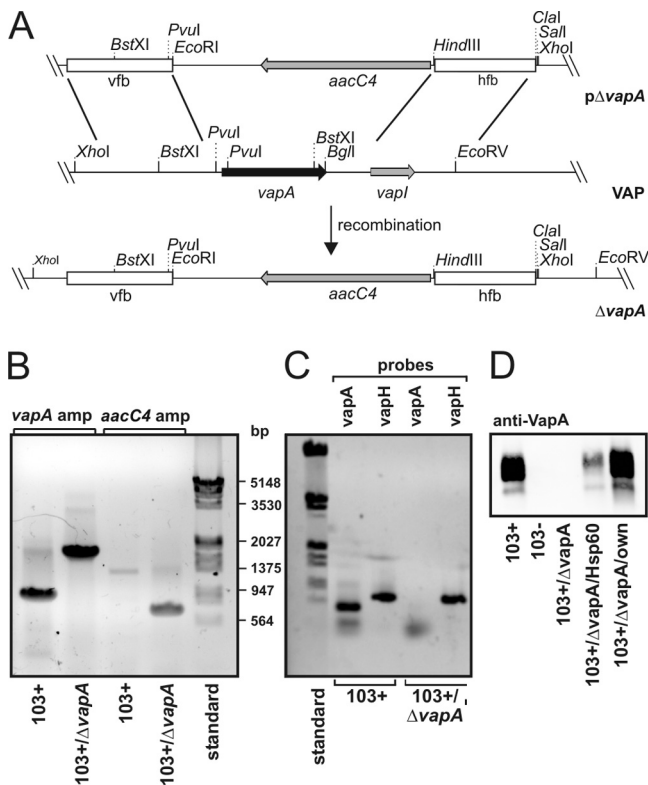 A
BstXI
PvuI
EcoRI
HindIII
ClaI
SalI
XhoI
vfb
aacC4
hfb
pΔvapA
XhoI
BstXI
PvuI
PvuI
BstXI
BglI
EcoRV
vapA
vapI
VAP
recombination
XhoI
BstXI
PvuI
EcoRI
HindIII
ClaI
SalI
XhoI
EcoRV
vfb
aacC4
hfb
ΔvapA
B
vapA amp
aacC4 amp
bp
5148
3530
2027
1375
947
564
103+
103+/ΔvapA
103+
103+/ΔvapA
standard
C
probes
vapA
vapH
vapA
vapH
standard
103+
103+/
ΔvapA
D
anti-VapA
103+
103-
103+/ΔvapA
103+/ΔvapA/Hsp60
103+/ΔvapA/own